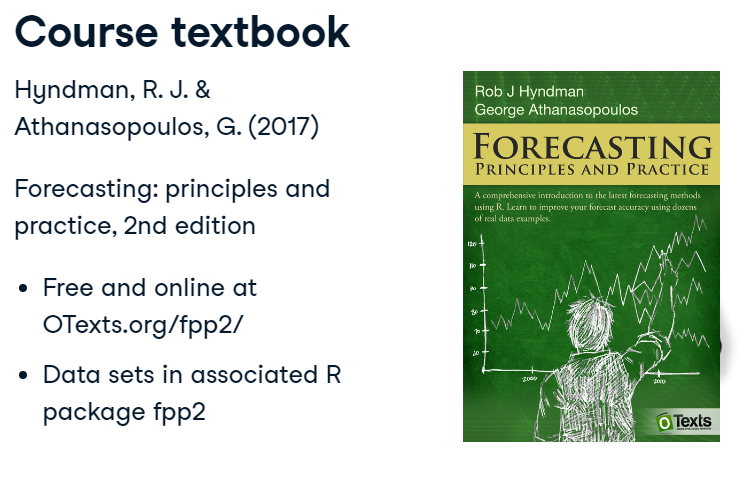 Course textbook
Hyndman, R. J. &
Athanasopoulos, G. (2017)
Forecasting: principles and
practice, 2nd edition
• Free and online at
OTexts.org/fpp2/
• Data sets in associated R
package fpp2
Rob J Hyndman
George Athanasopoulos
FORECASTING
PRINCIPLES AND PRACTICE
A comprehensive introduction to the latest forecasting methods
using R. Learn to improve your forecast accuracy using dozens
of real data examples.
120
110
90
80
70
60
2000
2010
OTexts